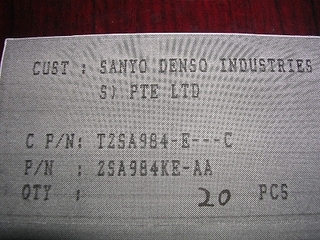 CUST : SANYO DENSO INDUSTRIES
S) PTE LTD
C P/N: T2SA984-E---C
P/N : 2SA984KE-AA
QTY : 20 PCS